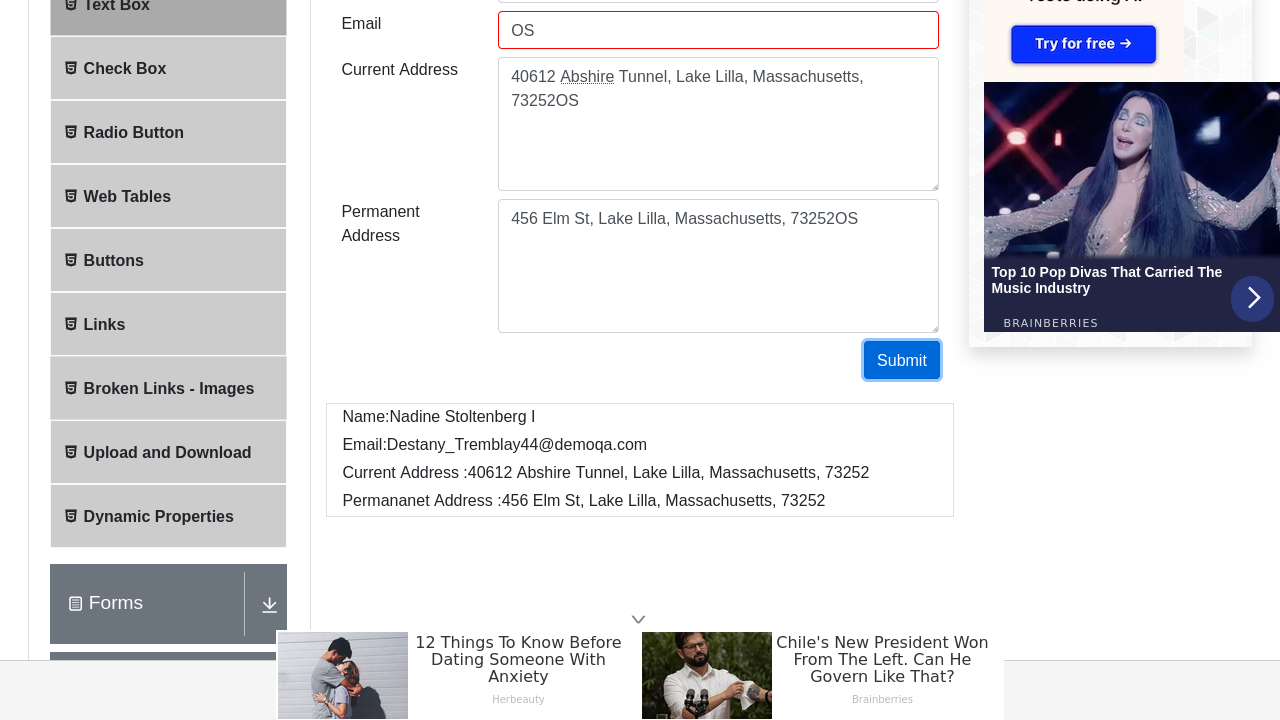 Text Box
Check Box
Radio Button
Web Tables
Buttons
Links
Broken Links - Images
Upload and Download
Dynamic Properties
Forms
Email
OS
Current Address
40612 Abshire Tunnel, Lake Lilla, Massachusetts,
73252OS
Permanent
Address
456 Elm St, Lake Lilla, Massachusetts, 73252OS
Submit
Name:Nadine Stoltenberg I
Email:Destany_Tremblay44@demoqa.com
Current Address :40612 Abshire Tunnel, Lake Lilla, Massachusetts, 73252
Permananet Address :456 Elm St, Lake Lilla, Massachusetts, 73252
Try for free →
Top 10 Pop Divas That Carried The
Music Industry
BRAINBERRIES
12 Things To Know Before
Dating Someone With
Anxiety
Herbeauty
Chile's New President Won
From The Left. Can He
Govern Like That?
Brainberries